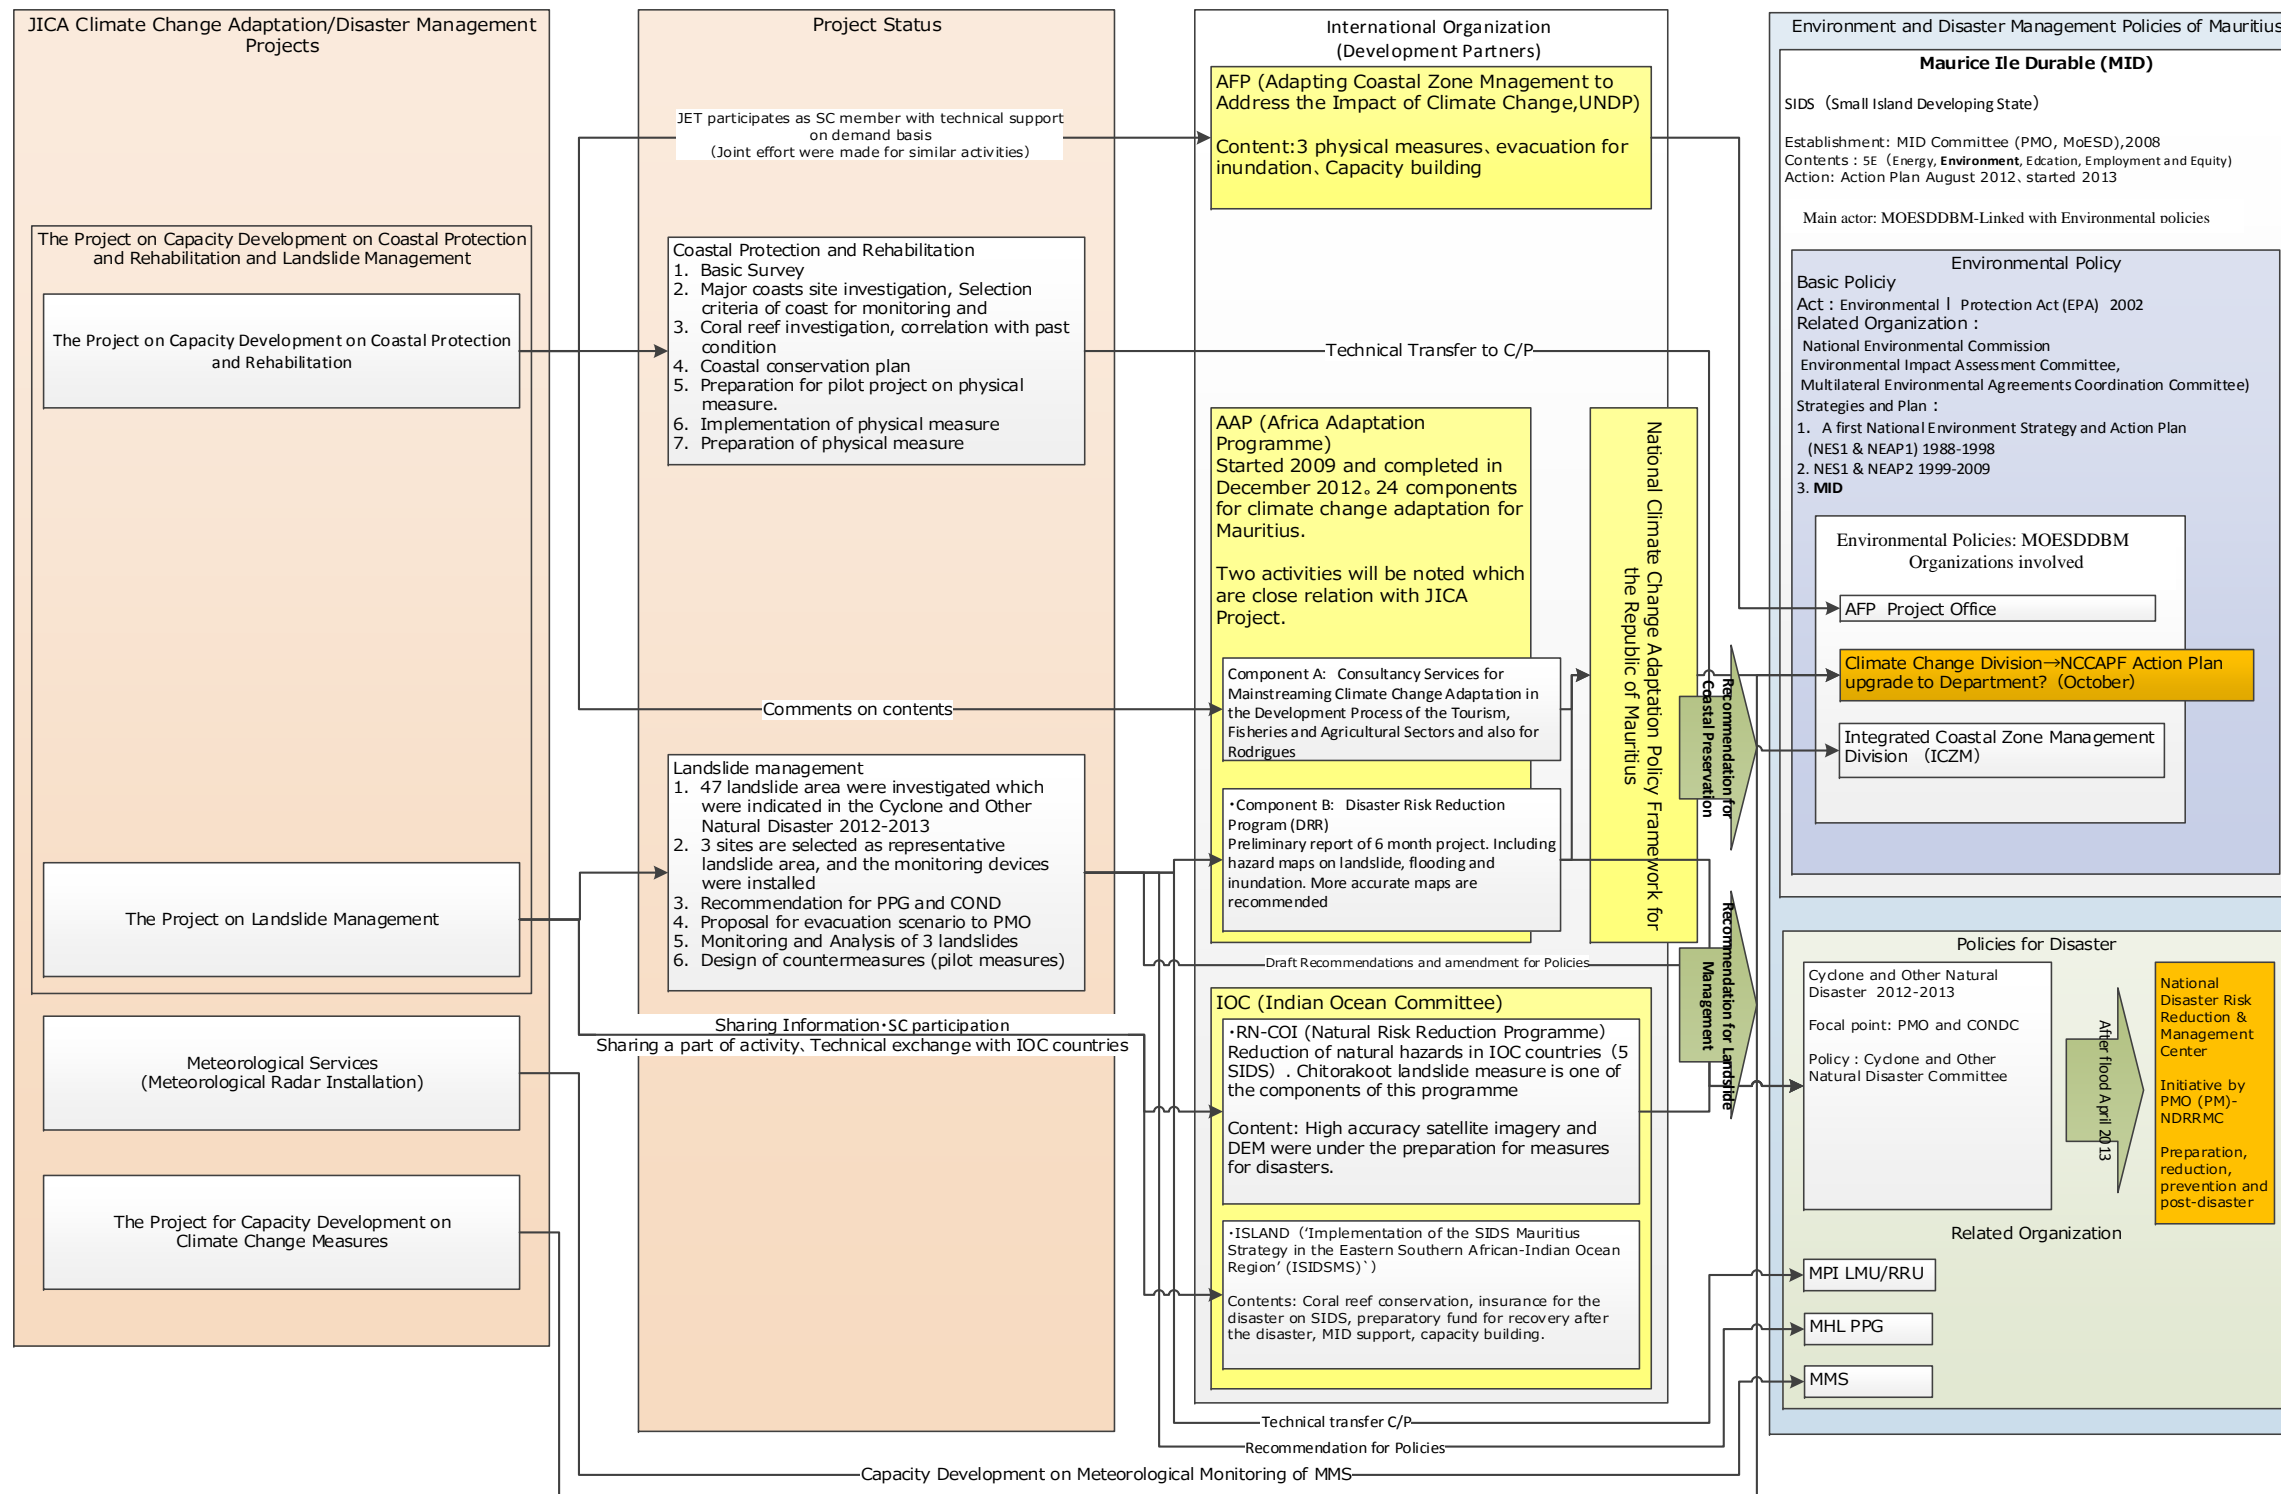 JICA Climate Change Adaptation/Disaster Management
Projects
The Project on Capacity Development on Coastal Protection
and Rehabilitation and Landslide Management
The Project on Capacity Development on Coastal Protection
and Rehabilitation
The Project on Landslide Management
Meteorological Services
(Meteorological Radar Installation)
The Project for Capacity Development on
Climate Change Measures
Project Status
JET participates as SC member with technical support
on demand basis
(Joint effort were made for similar activities)
Coastal Protection and Rehabilitation
1. Basic Survey
2. Major coasts site investigation, Selection
criteria of coast for monitoring and
3. Coral reef investigation, correlation with past
condition
4. Coastal conservation plan
5. Preparation for pilot project on physical
measure.
6. Implementation of physical measure
7. Preparation of physical measure
Comments on contents
Landslide management
1. 47 landslide area were investigated which
were indicated in the Cyclone and Other
Natural Disaster 2012-2013
2. 3 sites are selected as representative
landslide area, and the monitoring devices
were installed
3. Recommendation for PPG and COND
4. Proposal for evacuation scenario to PMO
5. Monitoring and Analysis of 3 landslides
6. Design of countermeasures (pilot measures)
Sharing Information・SC participation
Sharing a part of activity、Technical exchange with IOC countries
International Organization
(Development Partners)
AFP (Adapting Coastal Zone Mnagement to
Address the Impact of Climate Change,UNDP)
Content:3 physical measures、evacuation for
inundation、Capacity building
Technical Transfer to C/P
AAP (Africa Adaptation
Programme)
Started 2009 and completed in
December 2012。24 components
for climate change adaptation for
Mauritius.
Two activities will be noted which
are close relation with JICA
Project.
Component A: Consultancy Services for
Mainstreaming Climate Change Adaptation in
the Development Process of the Tourism,
Fisheries and Agricultural Sectors and also for
Rodrigues
・Component B: Disaster Risk Reduction
Program (DRR)
Preliminary report of 6 month project. Including
hazard maps on landslide, flooding and
inundation. More accurate maps are
recommended
National Climate Change Adaptation Policy Framework for
the Republic of Mauritius
Draft Recommendations and amendment for Policies
IOC (Indian Ocean Committee)
・RN-COI (Natural Risk Reduction Programme)
Reduction of natural hazards in IOC countries（5
SIDS）. Chitorakoot landslide measure is one of
the components of this programme
Content: High accuracy satellite imagery and
DEM were under the preparation for measures
for disasters.
・ISLAND（‘Implementation of the SIDS Mauritius
Strategy in the Eastern Southern African-Indian Ocean
Region’ (ISIDSMS)`）
Contents: Coral reef conservation, insurance for the
disaster on SIDS, preparatory fund for recovery after
the disaster, MID support, capacity building.
Technical transfer C/P
Recommendation for Policies
Capacity Development on Meteorological Monitoring of MMS
Recommendation for
Coastal Preservation
Recommendation for Landslide
Management
Environment and Disaster Management Policies of Mauritius
Maurice Ile Durable (MID)
SIDS（Small Island Developing State）
Establishment: MID Committee (PMO, MoESD),2008
Contents : 5E（Energy, Environment, Edcation, Employment and Equity)
Action: Action Plan August 2012、started 2013
Main actor: MOESDDBM-Linked with Environmental policies
Environmental Policy
Basic Policiy
Act : Environmental l Protection Act (EPA) 2002
Related Organization :
National Environmental Commission
Environmental Impact Assessment Committee,
Multilateral Environmental Agreements Coordination Committee)
Strategies and Plan :
1. A first National Environment Strategy and Action Plan
(NES1 & NEAP1) 1988-1998
2. NES1 & NEAP2 1999-2009
3. MID
Environmental Policies: MOESDDBM
Organizations involved
AFP Project Office
Climate Change Division→NCCAPF Action Plan
upgrade to Department?（October）
Integrated Coastal Zone Management
Division （ICZM）
Policies for Disaster
Cyclone and Other Natural
Disaster 2012-2013
Focal point: PMO and CONDC
Policy : Cyclone and Other
Natural Disaster Committee
After flood April 2013
National
Disaster Risk
Reduction &
Management
Center
Initiative by
PMO (PM)-
NDRRMC
Preparation,
reduction,
prevention and
post-disaster
Related Organization
MPI LMU/RRU
MHL PPG
MMS